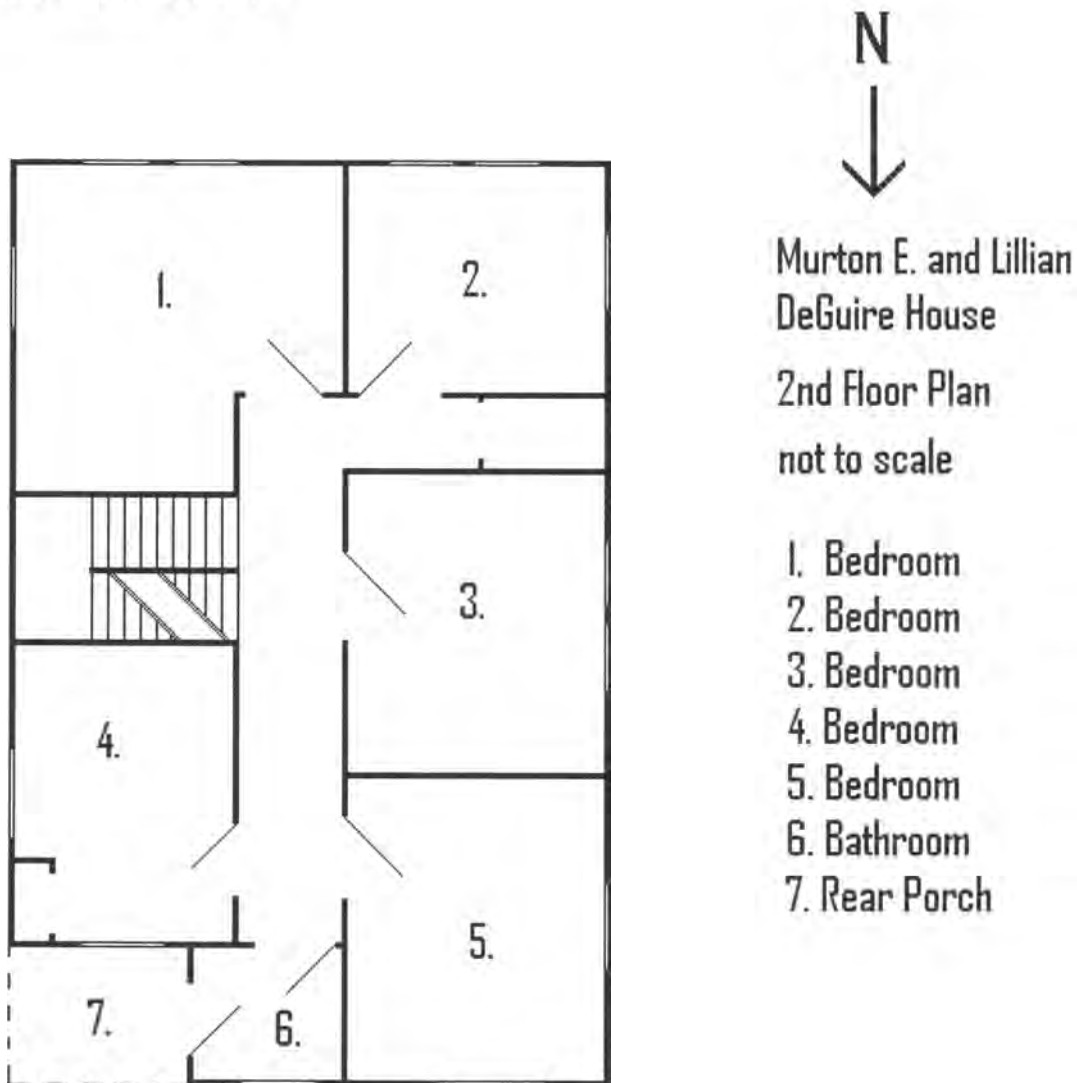 N
Murton E. and Lillian
DeGuire House
2nd Floor Plan
not to scale
1. Bedroom
2. Bedroom
3. Bedroom
4. Bedroom
5. Bedroom
6. Bathroom
7. Rear Porch
1.
2.
3.
4.
5.
6.
7.